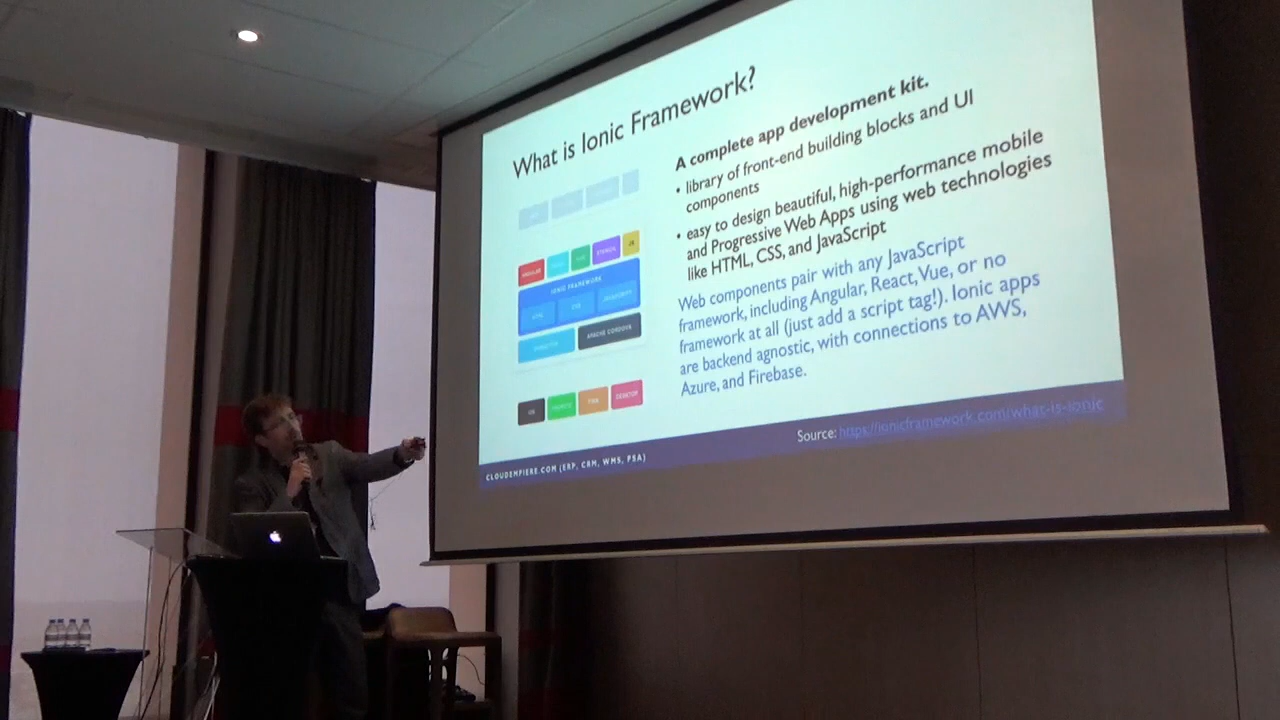 What is Ionic Framework?
A complete app development kit.
• library of front-end building blocks and UI
components
• easy to design beautiful, high-performance mobile
and Progressive Web Apps using web technologies
like HTML, CSS, and JavaScript
Web components pair with any JavaScript
framework, including Angular, React, Vue, or no
framework at all (just add a script tag!). Ionic apps
are backend agnostic, with connections to AWS,
Azure, and Firebase.
ANGULAR
STENCIL
JS
IONIC FRAMEWORK
JAVASCRIPT
APACHE CORDOVA
DESKTOP
Source: https://ionicframework.com/what-is-ionic
CLOUDEMPIERE.COM (ERP, CRM, WMS, PSA)